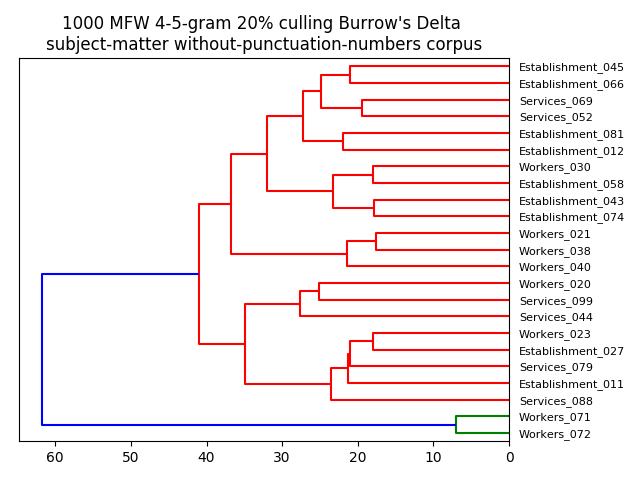 1000 MFW 4-5-gram 20% culling Burrow's Delta
subject-matter without-punctuation-numbers corpus
Establishment_045
Establishment_066
Services_069
Services_052
Establishment_081
Establishment_012
Workers_030
Establishment_058
Establishment_043
Establishment_074
Workers_021
Workers_038
Workers_040
Workers_020
Services_099
Services_044
Workers_023
Establishment_027
Services_079
Establishment_011
Services_088
Workers_071
Workers_072
60 50 40 30 20 10 0